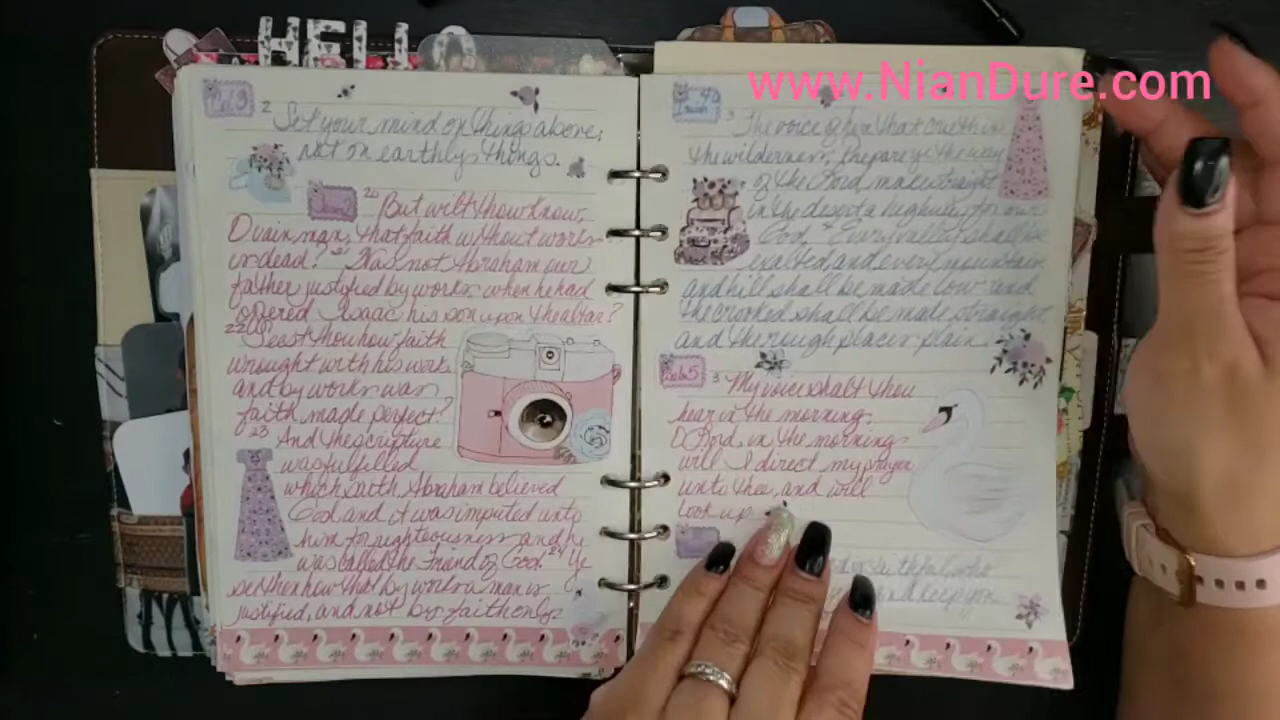 HELLO
www.NianDure.com
Col 3
2 Set your mind on things above,
not on earthly things.
20 But wilt thou know,
O vain man, that faith without works
is dead? 21 Was not Abraham our
father justified by works when he had
offered Isaac his son upon the altar?
22 Seest thou how faith
wrought with his works
and by works was
faith made perfect?
23 And the scripture
was fulfilled
which saith, Abraham believed
God, and it was imputed unto
him for righteousness and he
was called the Friend of God. 24 Ye
see then how that by works a man is
justified, and not by faith only.
Isaiah 40
3 The voice of him that crieth in
the wilderness, Prepare ye the way
of the Lord, make straight
in the desert a highway for our
God. 4 Every valley shall be
exalted, and every mountain
and hill shall be made low and
the crooked shall be made straight
and the rough places plain.
3 My voice shalt thou
hear in the morning,
O Lord, in the morning
will I direct my prayer
unto thee, and will
look up.
faithful, who
and keep you